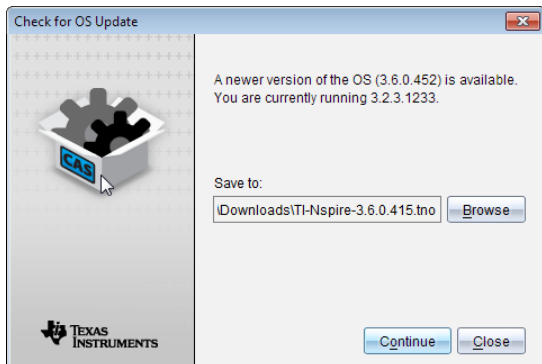 Check for OS Update
A newer version of the OS (3.6.0.452) is available.
You are currently running 3.2.3.1233.
CAS
Save to:
\Downloads\TI-Nspire-3.6.0.415.tno
Browse
TEXAS
INSTRUMENTS
Continue
Close